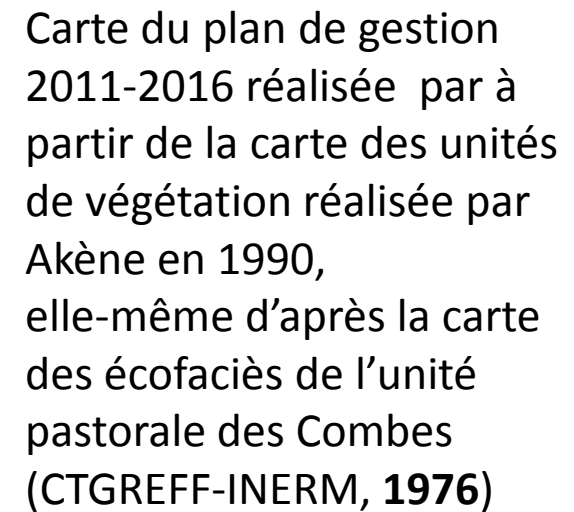 Carte du plan de gestion
2011-2016 réalisée  par à
partir de la carte des unités
de végétation réalisée par
Akène en 1990,
elle-même d’après la carte
des écofaciès de l’unité
pastorale des Combes
(CTGREFF-INERM, 1976)